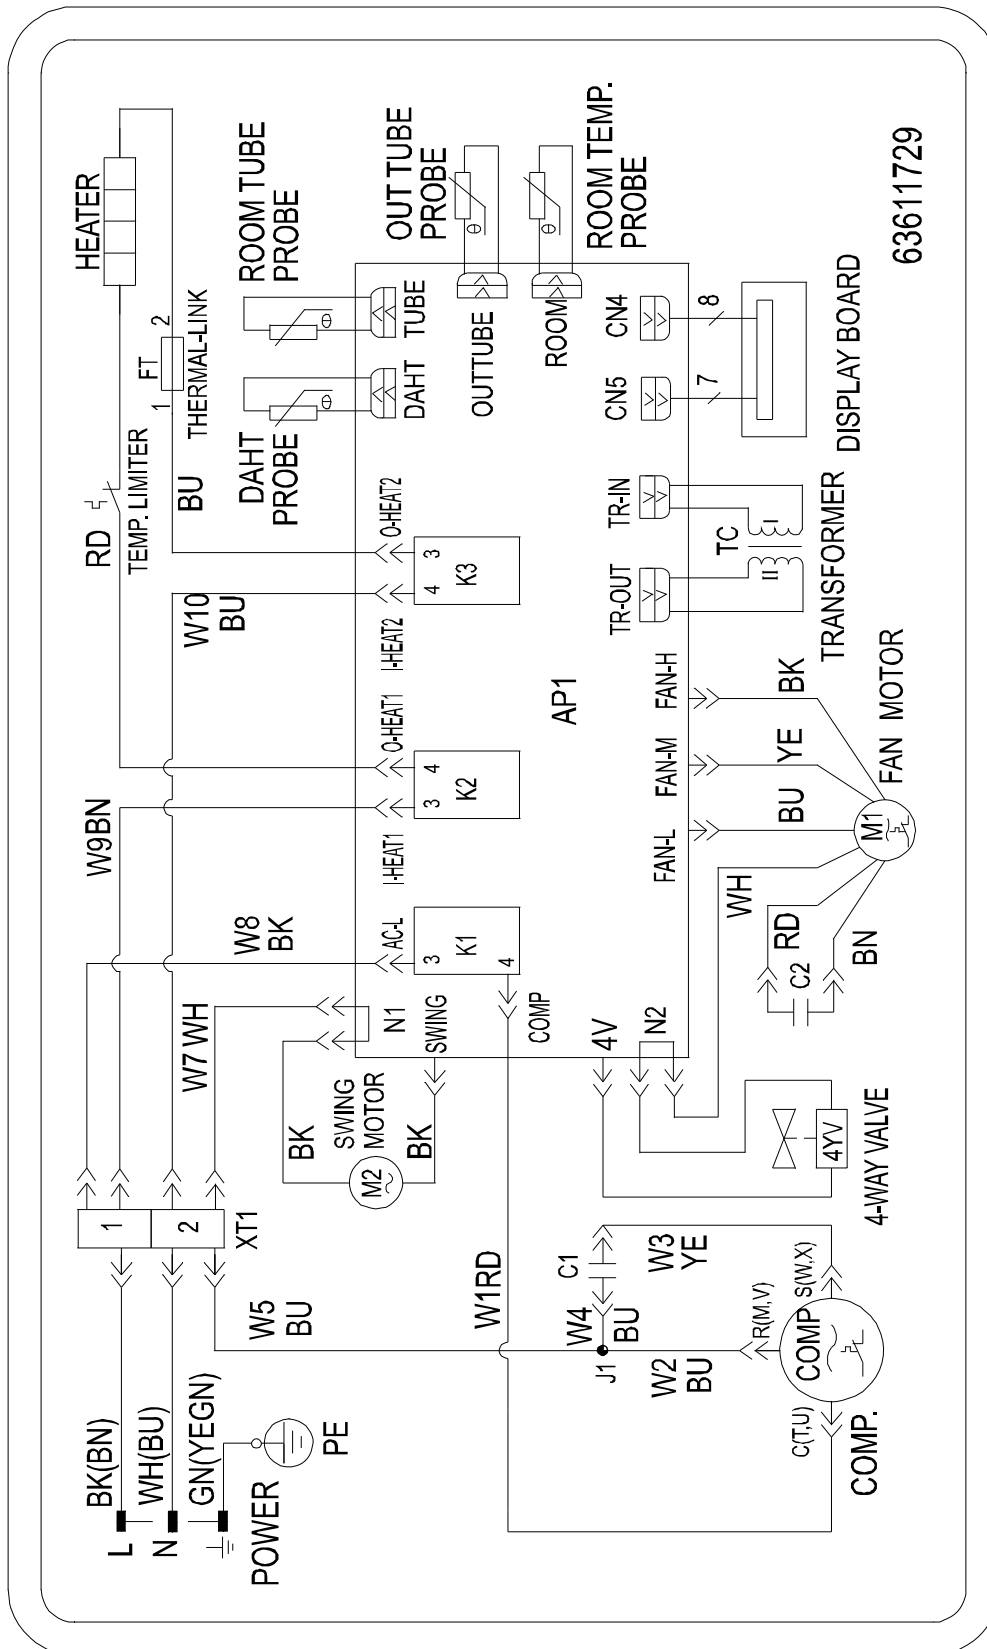 HEATER
FT
1
2
THERMAL-LINK
RD
TEMP. LIMITER
BU
ROOM TUBE
PROBE
DAHT
PROBE
TUBE
DAHT
OUT TUBE
PROBE
OUTTUBE
ROOM TEMP.
PROBE
ROOM
θ
θ
θ
θ
63611729
W9BN
W10
BU
W8
BK
W7 WH
O-HEAT2
3
4
K3
I-HEAT2
O-HEAT1
4
3
K2
I-HEAT1
AC-L
3
K1
4
COMP
N1
SWING
AP1
CN4
8
CN5
7
DISPLAY BOARD
TR-IN
TR-OUT
TC
I
II
TRANSFORMER
FAN-H
BK
FAN-M
YE
FAN-L
BU
WH
M1
FAN MOTOR
RD
C2
BN
4V
N2
4YV
4-WAY VALVE
BK
SWING
MOTOR
M2
BK
1
2
XT1
W5
BU
W1RD
C1
W3
YE
W4
BU
J1
W2
BU
R(M,V)
S(W,X)
C(T,U)
COMP
COMP.
BK(BN)
WH(BU)
GN(YEGN)
L
N
PE
POWER